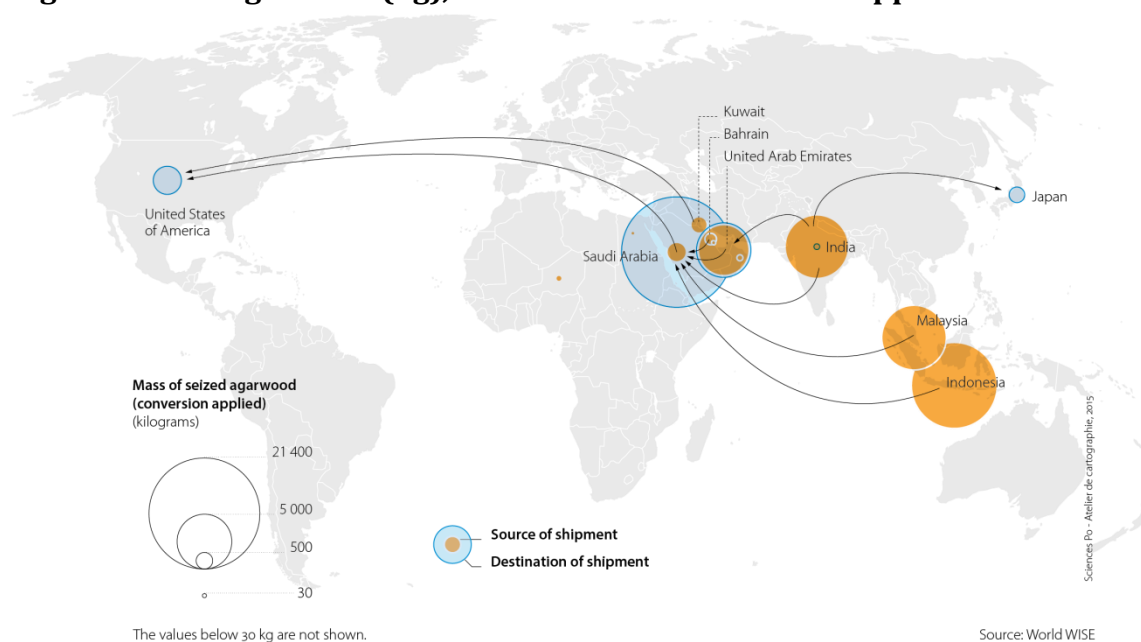 Kuwait
Bahrain
United Arab Emirates
Japan
United States
of America
Saudi Arabia
India
Malaysia
Indonesia
Mass of seized agarwood
(conversion applied)
(kilograms)
21 400
5 000
500
30
Source of shipment
Destination of shipment
Sciences Po - Atelier de cartographie, 2015
The values below 30 kg are not shown.
Source: World WISE